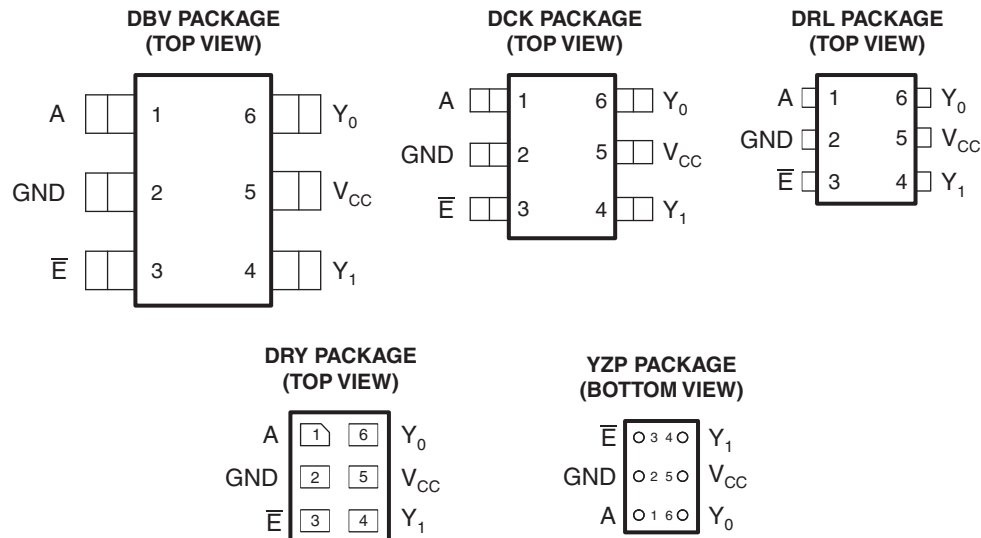 DBV PACKAGE
(TOP VIEW)
A 1 6 Y0
GND 2 5 VCC
E̅ 3 4 Y1
DCK PACKAGE
(TOP VIEW)
A 1 6 Y0
GND 2 5 VCC
E̅ 3 4 Y1
DRL PACKAGE
(TOP VIEW)
A 1 6 Y0
GND 2 5 VCC
E̅ 3 4 Y1
DRY PACKAGE
(TOP VIEW)
A 1 6 Y0
GND 2 5 VCC
E̅ 3 4 Y1
YZP PACKAGE
(BOTTOM VIEW)
E̅ 3 4 Y1
GND 2 5 VCC
A 1 6 Y0